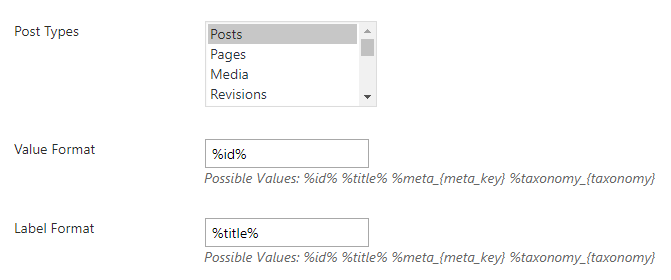 Post Types
Posts
Pages
Media
Revisions
Value Format
%id%
Possible Values: %id% %title% %meta_{meta_key} %taxonomy_{taxonomy}
Label Format
%title%
Possible Values: %id% %title% %meta_{meta_key} %taxonomy_{taxonomy}